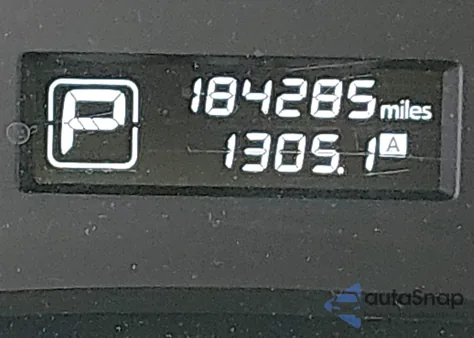 P
184285 miles
1305.1 A
autoSnap